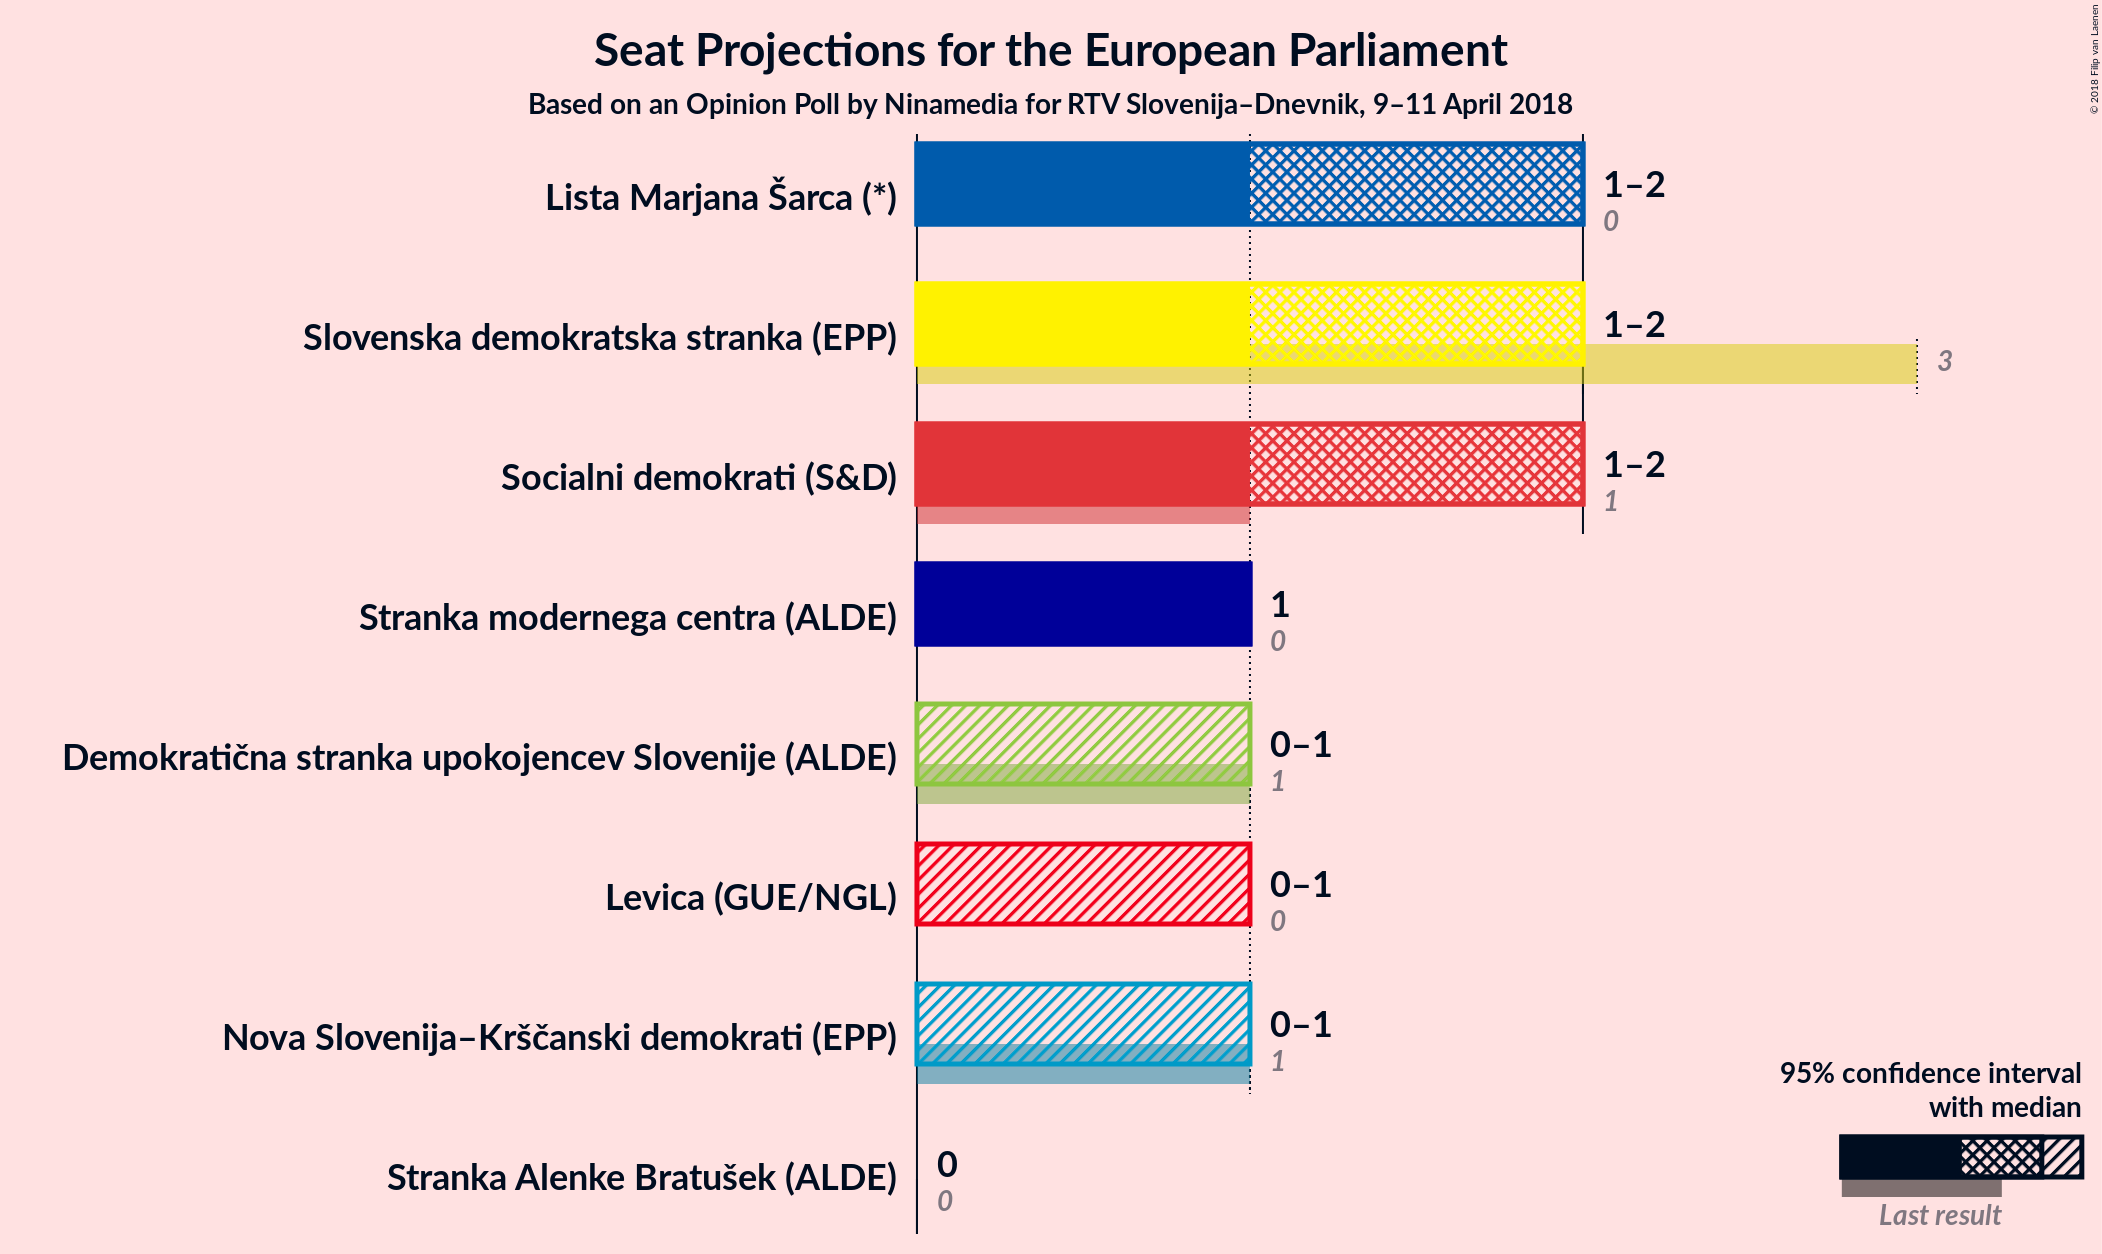 Seat Projections for the European Parliament
Based on an Opinion Poll by Ninamedia for RTV Slovenija–Dnevnik, 9–11 April 2018
© 2018 Filip van Laenen
Lista Marjana Šarca (*)
1–2
0
Slovenska demokratska stranka (EPP)
1–2
3
Socialni demokrati (S&D)
1–2
1
Stranka modernega centra (ALDE)
1
0
Demokratična stranka upokojencev Slovenije (ALDE)
0–1
1
Levica (GUE/NGL)
0–1
0
Nova Slovenija–Krščanski demokrati (EPP)
0–1
1
Stranka Alenke Bratušek (ALDE)
0
0
95% confidence interval
with median
Last result